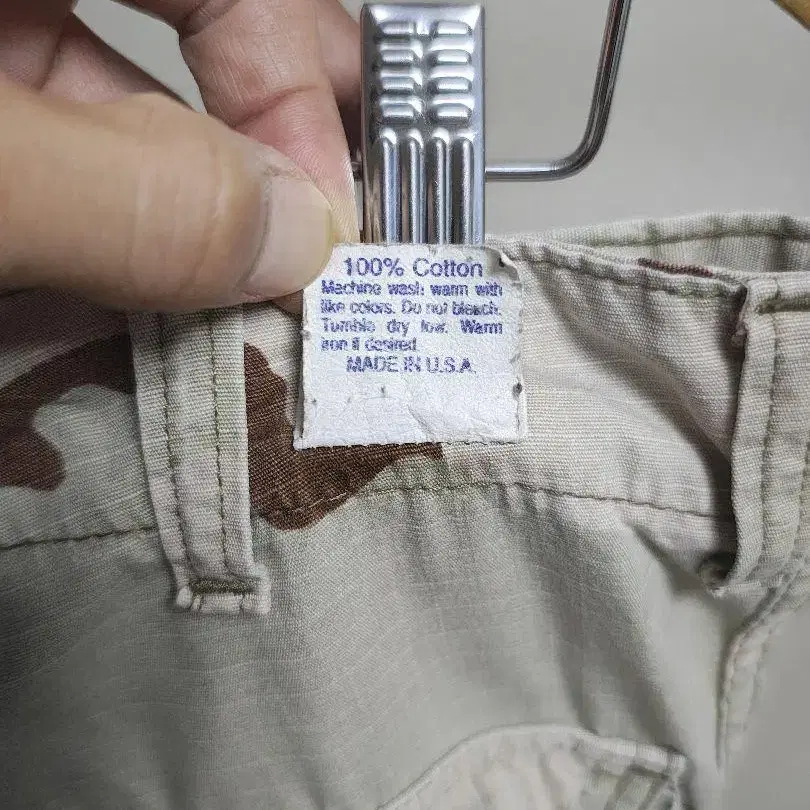 100% Cotton
Machine wash warm with
like colors. Do not bleach.
Tumble dry low. Warm
iron if desired.
MADE IN U.S.A.